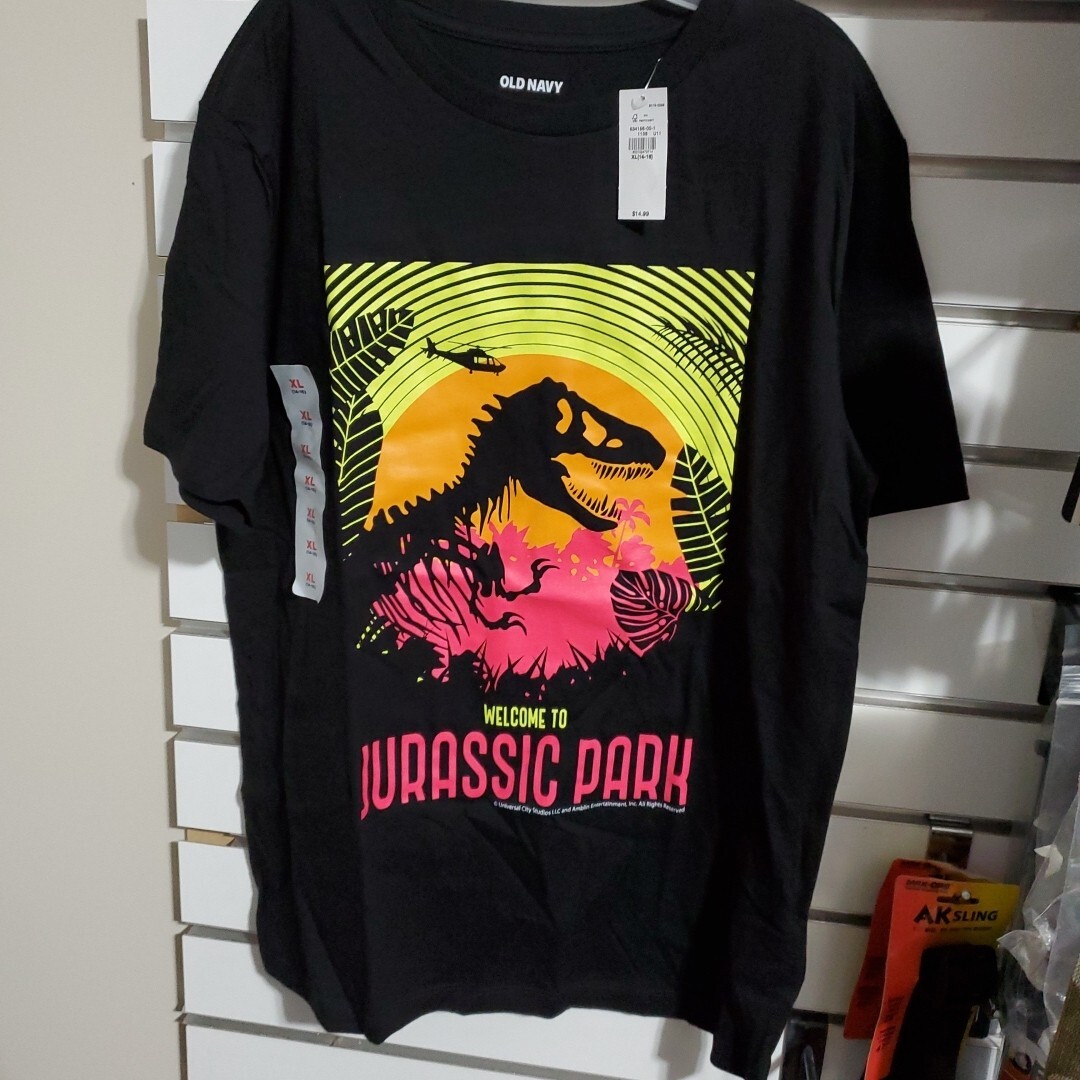 OLD NAVY
XL(14-16)
$14.99
XL
XL
XL
XL
XL
XL
XL
WELCOME TO
JURASSIC PARK
© Universal City Studios LLC and Amblin Entertainment, Inc. All Rights Reserved
AK SLING